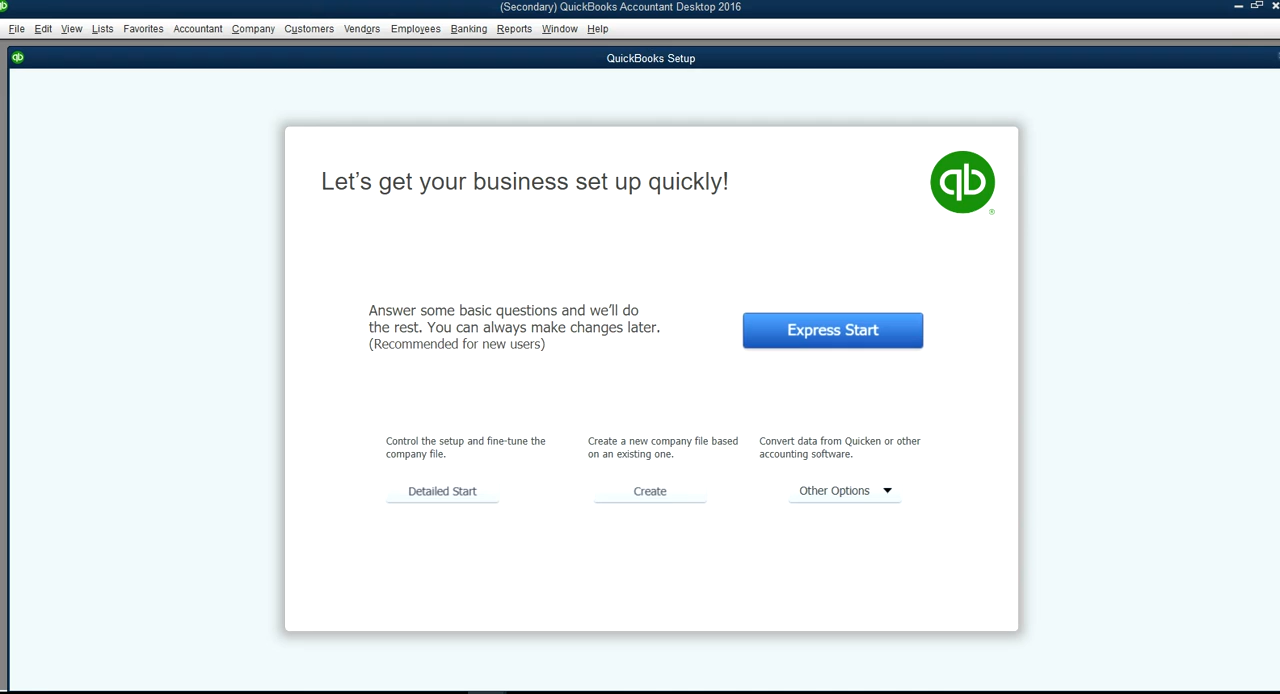 (Secondary) QuickBooks Accountant Desktop 2016
File Edit View Lists Favorites Accountant Company Customers Vendors Employees Banking Reports Window Help
qb QuickBooks Setup
Let's get your business set up quickly!
qb®
Answer some basic questions and we'll do
the rest. You can always make changes later.
(Recommended for new users)
Express Start
Control the setup and fine-tune the
company file.
Detailed Start
Create a new company file based
on an existing one.
Create
Convert data from Quicken or other
accounting software.
Other Options